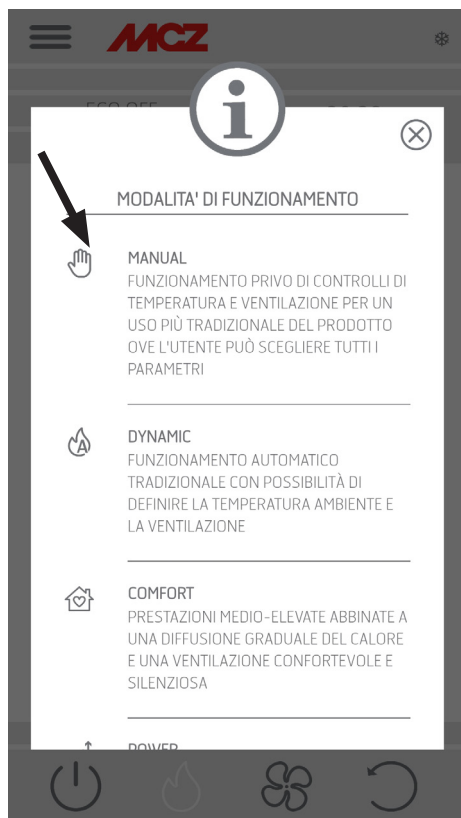 MCZ
MODALITA' DI FUNZIONAMENTO
MANUAL
FUNZIONAMENTO PRIVO DI CONTROLLI DI
TEMPERATURA E VENTILAZIONE PER UN
USO PIÙ TRADIZIONALE DEL PRODOTTO
OVE L'UTENTE PUÒ SCEGLIERE TUTTI I
PARAMETRI
DYNAMIC
FUNZIONAMENTO AUTOMATICO
TRADIZIONALE CON POSSIBILITÀ DI
DEFINIRE LA TEMPERATURA AMBIENTE E
LA VENTILAZIONE
COMFORT
PRESTAZIONI MEDIO-ELEVATE ABBINATE A
UNA DIFFUSIONE GRADUALE DEL CALORE
E UNA VENTILAZIONE CONFORTEVOLE E
SILENZIOSA
POWER